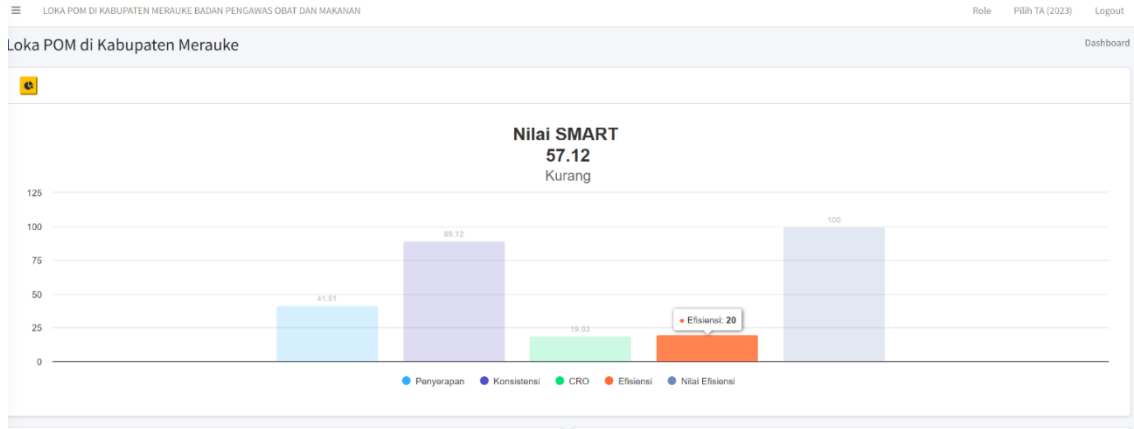 LOKA POM DI KABUPATEN MERAUKE BADAN PENGAWAS OBAT DAN MAKANAN Role Pilih TA (2023) Logout
Loka POM di Kabupaten Merauke Dashboard
Nilai SMART
57.12
Kurang
125
100
75
50
25
0
41.51
89.12
19.03
Efisiensi: 20
100
Penyerapan Konsistensi CRO Efisiensi Nilai Efisiensi